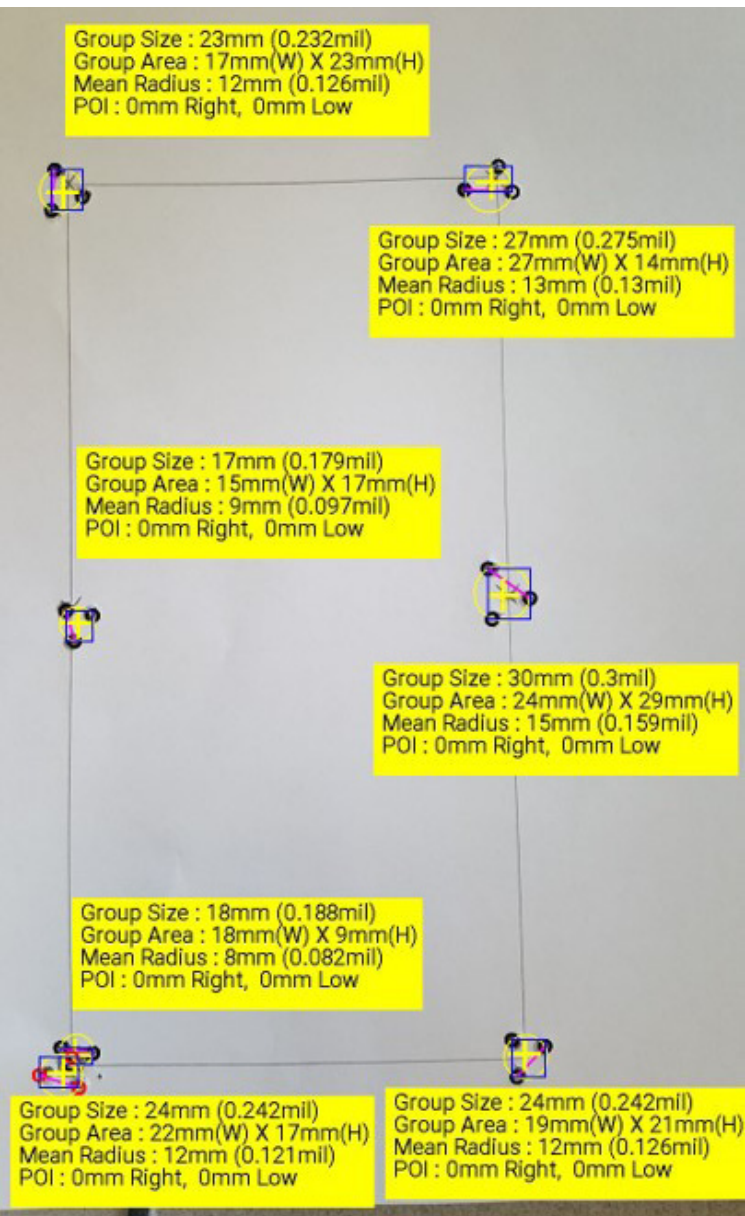 Group Size : 23mm (0.232mil)
Group Area : 17mm(W) X 23mm(H)
Mean Radius : 12mm (0.126mil)
POI : 0mm Right, 0mm Low
Group Size : 27mm (0.275mil)
Group Area : 27mm(W) X 14mm(H)
Mean Radius : 13mm (0.13mil)
POI : 0mm Right, 0mm Low
Group Size : 17mm (0.179mil)
Group Area : 15mm(W) X 17mm(H)
Mean Radius : 9mm (0.097mil)
POI : 0mm Right, 0mm Low
Group Size : 30mm (0.3mil)
Group Area : 24mm(W) X 29mm(H)
Mean Radius : 15mm (0.159mil)
POI : 0mm Right, 0mm Low
Group Size : 18mm (0.188mil)
Group Area : 18mm(W) X 9mm(H)
Mean Radius : 8mm (0.082mil)
POI : 0mm Right, 0mm Low
Group Size : 24mm (0.242mil)
Group Area : 22mm(W) X 17mm(H)
Mean Radius : 12mm (0.121mil)
POI : 0mm Right, 0mm Low
Group Size : 24mm (0.242mil)
Group Area : 19mm(W) X 21mm(H)
Mean Radius : 12mm (0.126mil)
POI : 0mm Right, 0mm Low